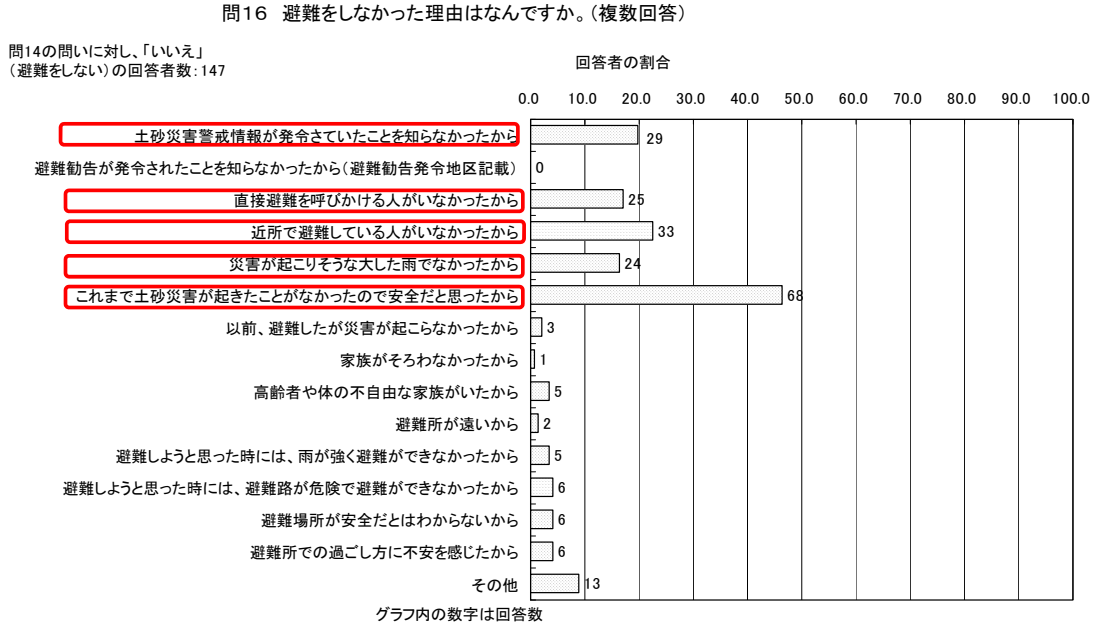 問16 避難をしなかった理由はなんですか。(複数回答)
問14の問いに対し、「いいえ」
(避難をしない)の回答者数:147
回答者の割合
0.0 10.0 20.0 30.0 40.0 50.0 60.0 70.0 80.0 90.0 100.0
土砂災害警戒情報が発令さていたことを知らなかったから 29
避難勧告が発令されたことを知らなかったから(避難勧告発令地区記載) 0
直接避難を呼びかける人がいなかったから 25
近所で避難している人がいなかったから 33
災害が起こりそうな大した雨でなかったから 24
これまで土砂災害が起きたことがなかったので安全だと思ったから 68
以前、避難したが災害が起こらなかったから 3
家族がそろわなかったから 1
高齢者や体の不自由な家族がいたから 5
避難所が遠いから 2
避難しようと思った時には、雨が強く避難ができなかったから 5
避難しようと思った時には、避難路が危険で避難ができなかったから 6
避難場所が安全だとはわからないから 6
避難所での過ごし方に不安を感じたから 6
その他 13
グラフ内の数字は回答数